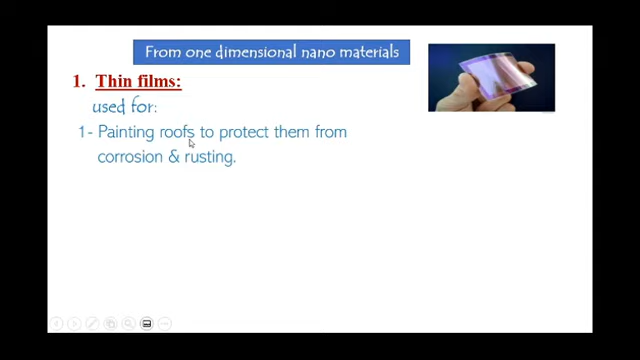 From one dimensional nano materials
1. Thin films:
used for:
1- Painting roofs to protect them from
corrosion & rusting.